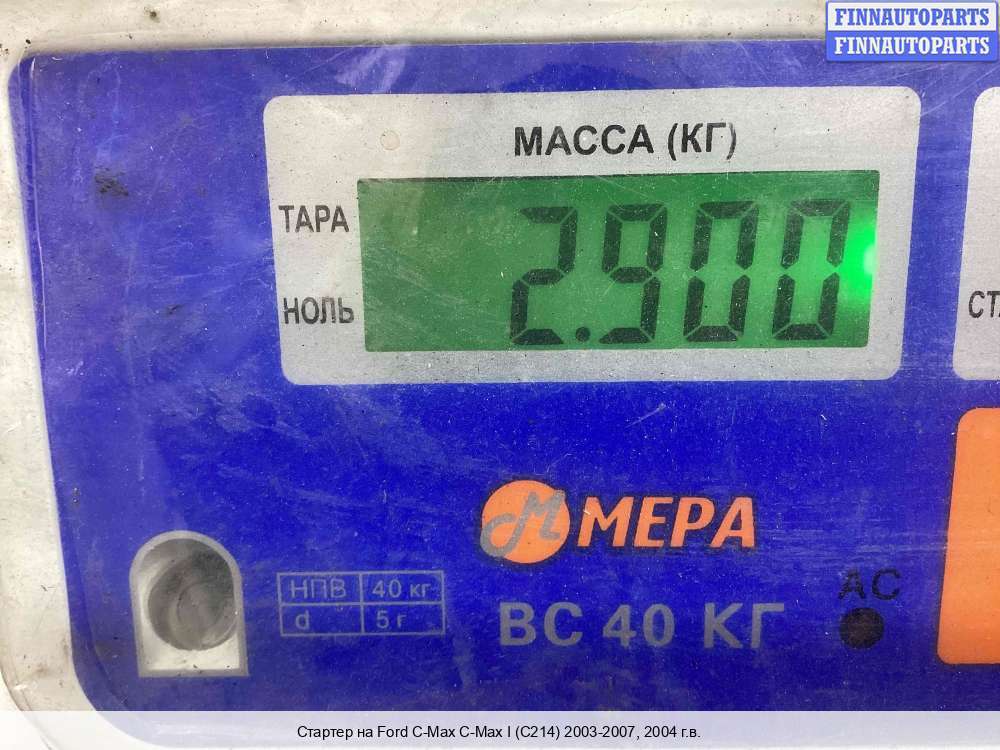 FINNAUTOPARTS
FINNAUTOPARTS
МАССА (КГ)
ТАРА
2.900
НОЛЬ
СТ
МЕРА
НПВ 40 кг
d 5 г
ВС 40 КГ
AC
Стартер на Ford C-Max C-Max I (C214) 2003-2007, 2004 г.в.